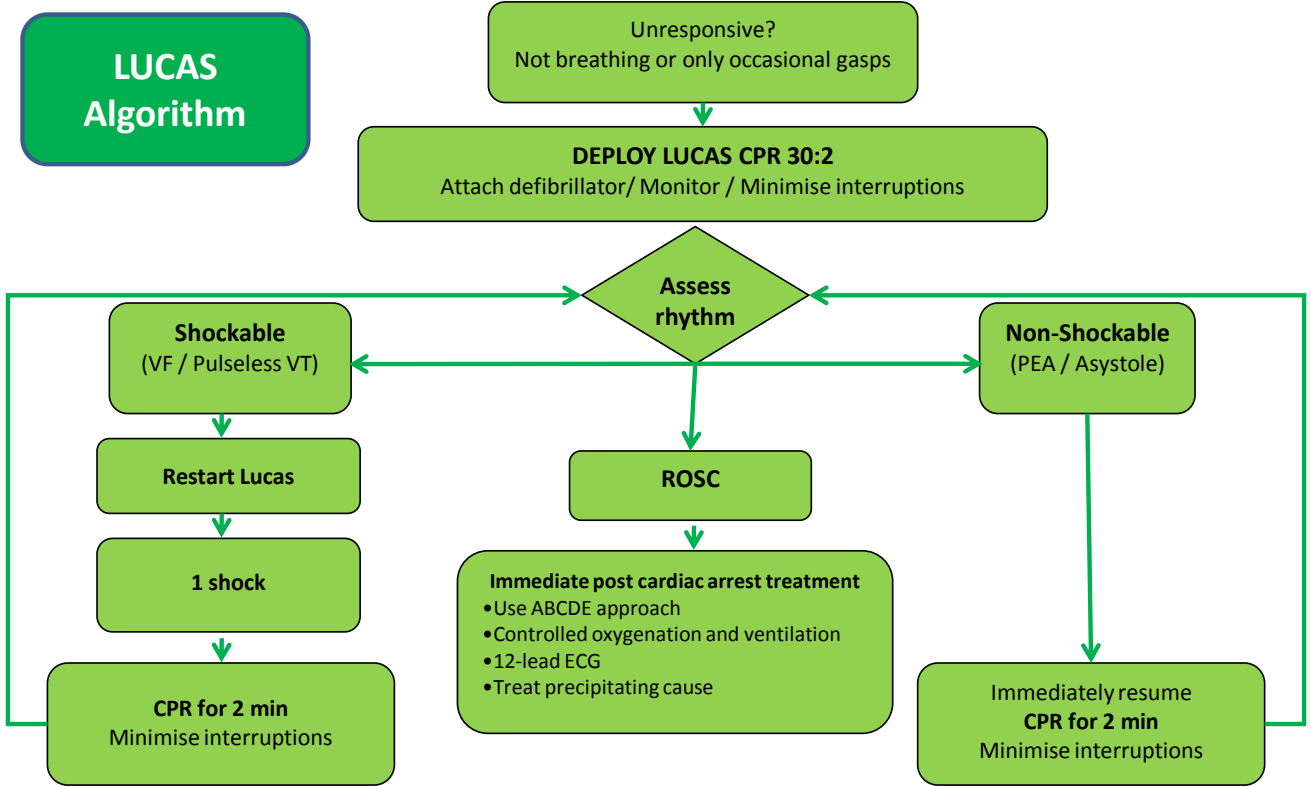 LUCAS
Algorithm
Unresponsive?
Not breathing or only occasional gasps
DEPLOY LUCAS CPR 30:2
Attach defibrillator/ Monitor / Minimise interruptions
Assess
rhythm
Shockable
(VF / Pulseless VT)
Non-Shockable
(PEA / Asystole)
Restart Lucas
ROSC
1 shock
Immediate post cardiac arrest treatment
•Use ABCDE approach
•Controlled oxygenation and ventilation
•12-lead ECG
•Treat precipitating cause
CPR for 2 min
Minimise interruptions
Immediately resume
CPR for 2 min
Minimise interruptions